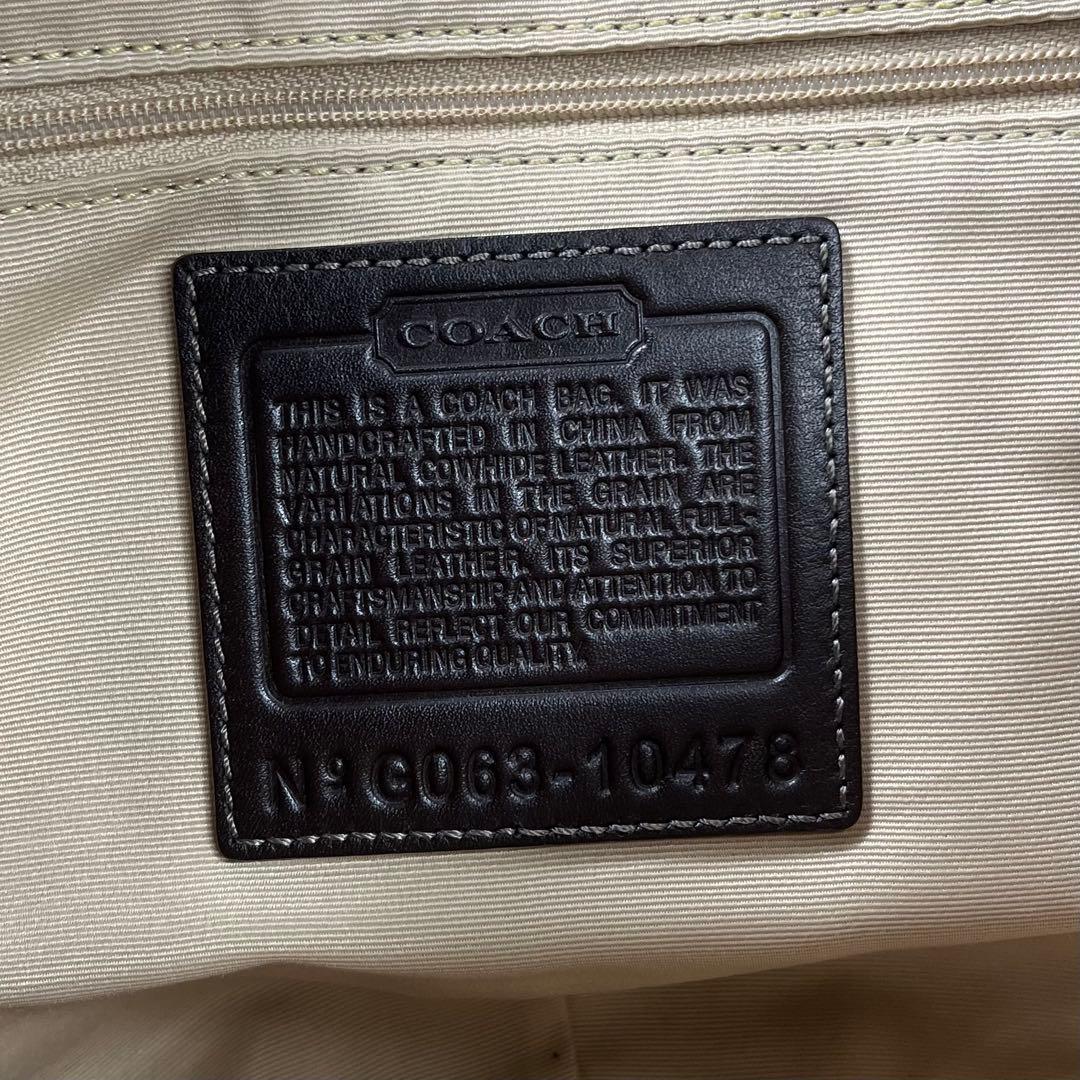 COACH
THIS IS A COACH BAG. IT WAS
HANDCRAFTED IN CHINA FROM
NATURAL COWHIDE LEATHER. THE
VARIATIONS IN THE GRAIN ARE
CHARACTERISTIC OF NATURAL FULL-
GRAIN LEATHER. ITS SUPERIOR
CRAFTSMANSHIP AND ATTENTION TO
DETAIL REFLECT OUR COMMITMENT
TO ENDURING QUALITY.
Nº G063-10478